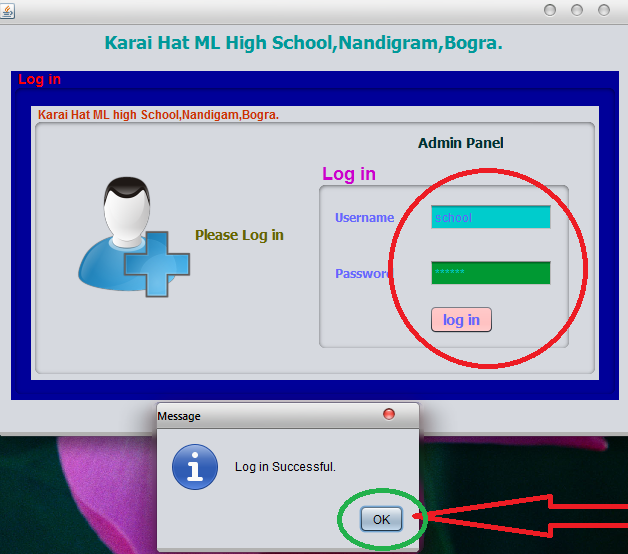 Karai Hat ML High School,Nandigram,Bogra.
Log in
Karai Hat ML high School,Nandigam,Bogra.
Admin Panel
Log in
Username school
Please Log in
Password ******
log in
Message
Log in Successful.
OK